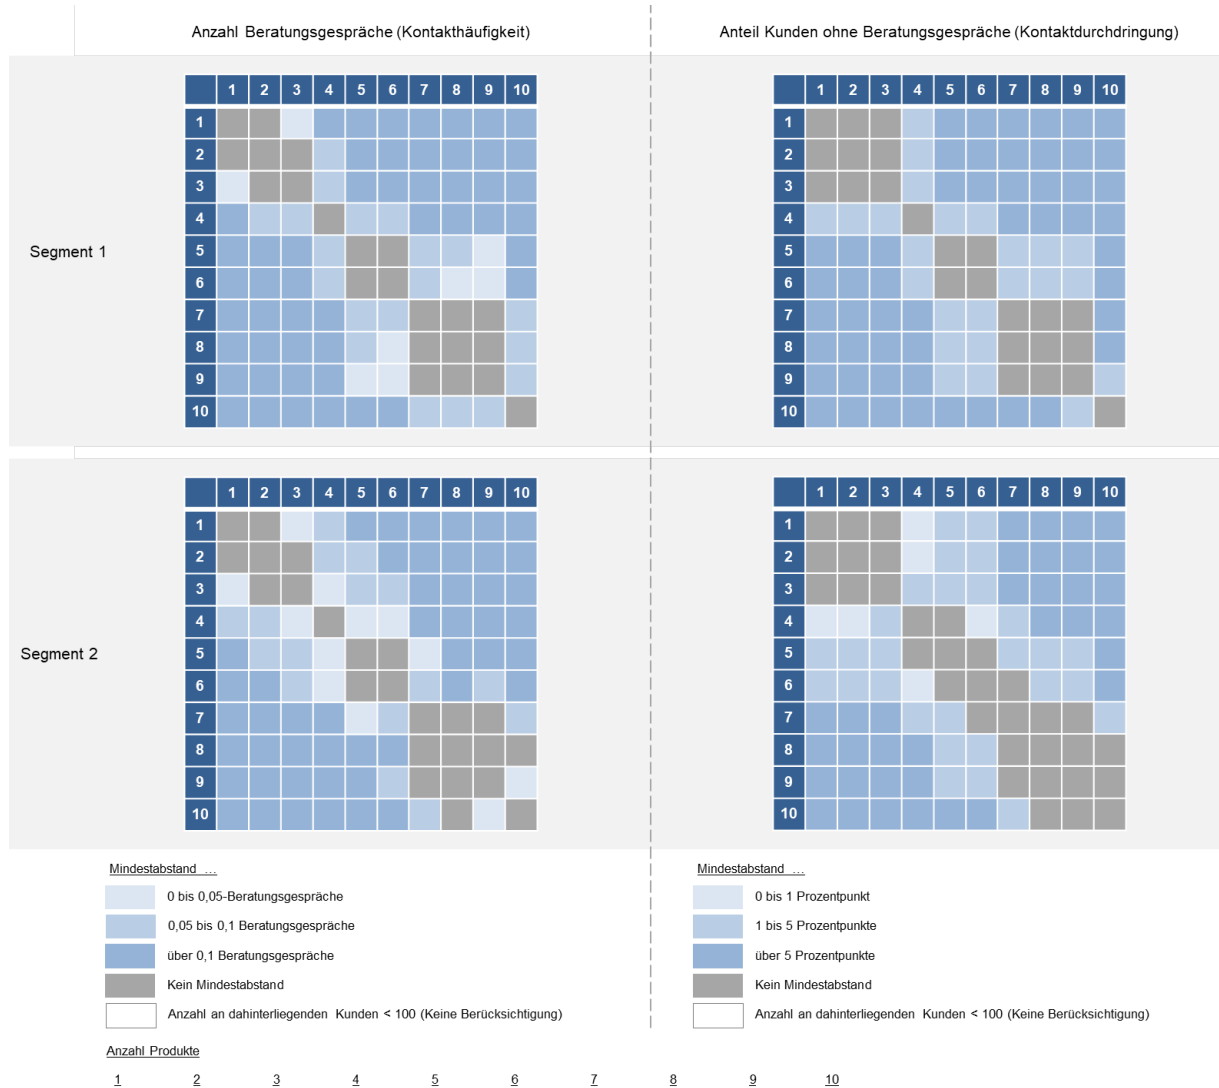 Anzahl Beratungsgespräche (Kontakthäufigkeit)
Anteil Kunden ohne Beratungsgespräche (Kontaktdurchdringung)
Segment 1
1 2 3 4 5 6 7 8 9 10
1
2
3
4
5
6
7
8
9
10
1 2 3 4 5 6 7 8 9 10
1
2
3
4
5
6
7
8
9
10
Segment 2
1 2 3 4 5 6 7 8 9 10
1
2
3
4
5
6
7
8
9
10
1 2 3 4 5 6 7 8 9 10
1
2
3
4
5
6
7
8
9
10
Mindestabstand ...
0 bis 0,05-Beratungsgespräche
0,05 bis 0,1 Beratungsgespräche
über 0,1 Beratungsgespräche
Kein Mindestabstand
Anzahl an dahinterliegenden Kunden < 100 (Keine Berücksichtigung)
Mindestabstand ...
0 bis 1 Prozentpunkt
1 bis 5 Prozentpunkte
über 5 Prozentpunkte
Kein Mindestabstand
Anzahl an dahinterliegenden Kunden < 100 (Keine Berücksichtigung)
Anzahl Produkte
1 2 3 4 5 6 7 8 9 10